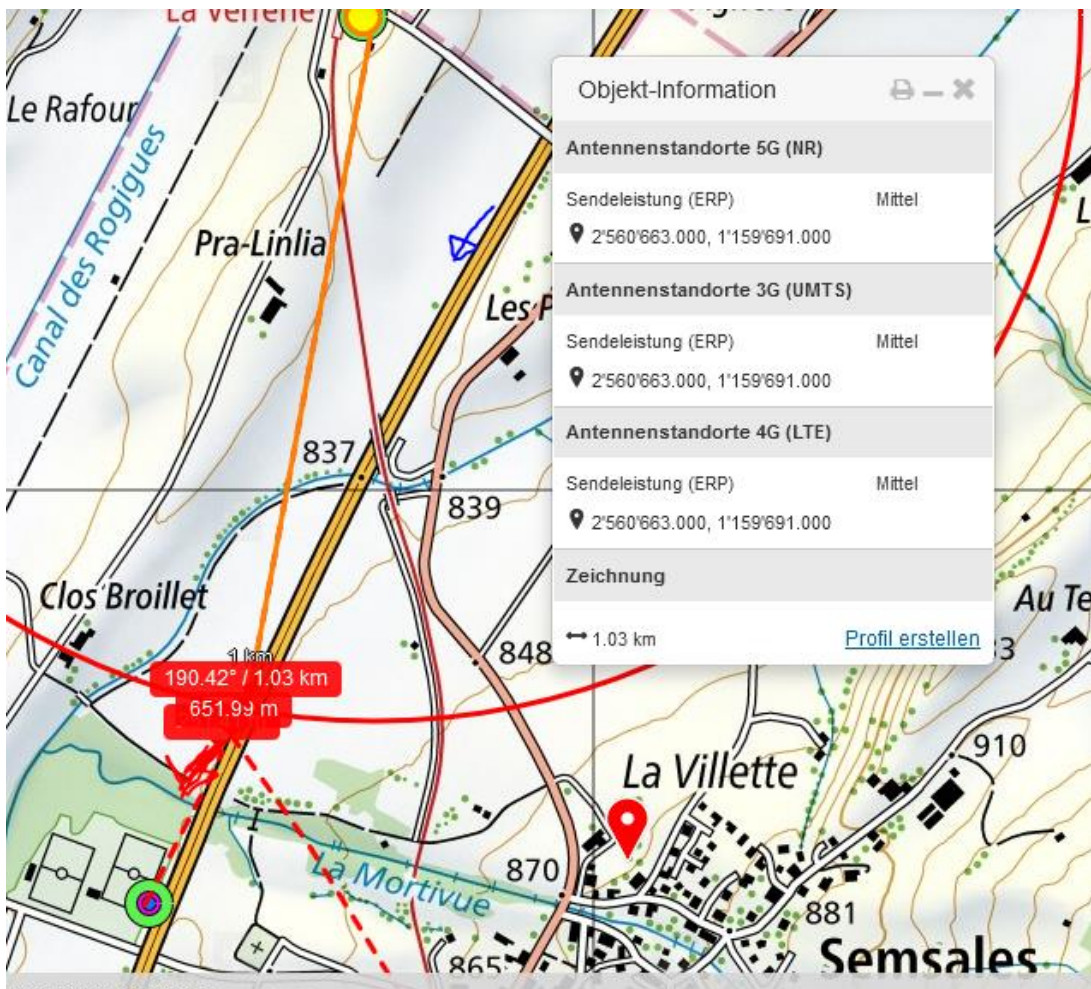 La Verrerie
Le Rafour
Canal des Rogigues
Pra-Linlia
Les P
837
839
Clos Broillet
1 km
190.42° / 1.03 km
651.99 m
848
La Villette
910
La Mortivue
870
881
865
Semsales
Au Te
3
L
Objekt-Information
Antennenstandorte 5G (NR)
Sendeleistung (ERP) Mittel
2'560'663.000, 1'159'691.000
Antennenstandorte 3G (UMTS)
Sendeleistung (ERP) Mittel
2'560'663.000, 1'159'691.000
Antennenstandorte 4G (LTE)
Sendeleistung (ERP) Mittel
2'560'663.000, 1'159'691.000
Zeichnung
1.03 km Profil erstellen